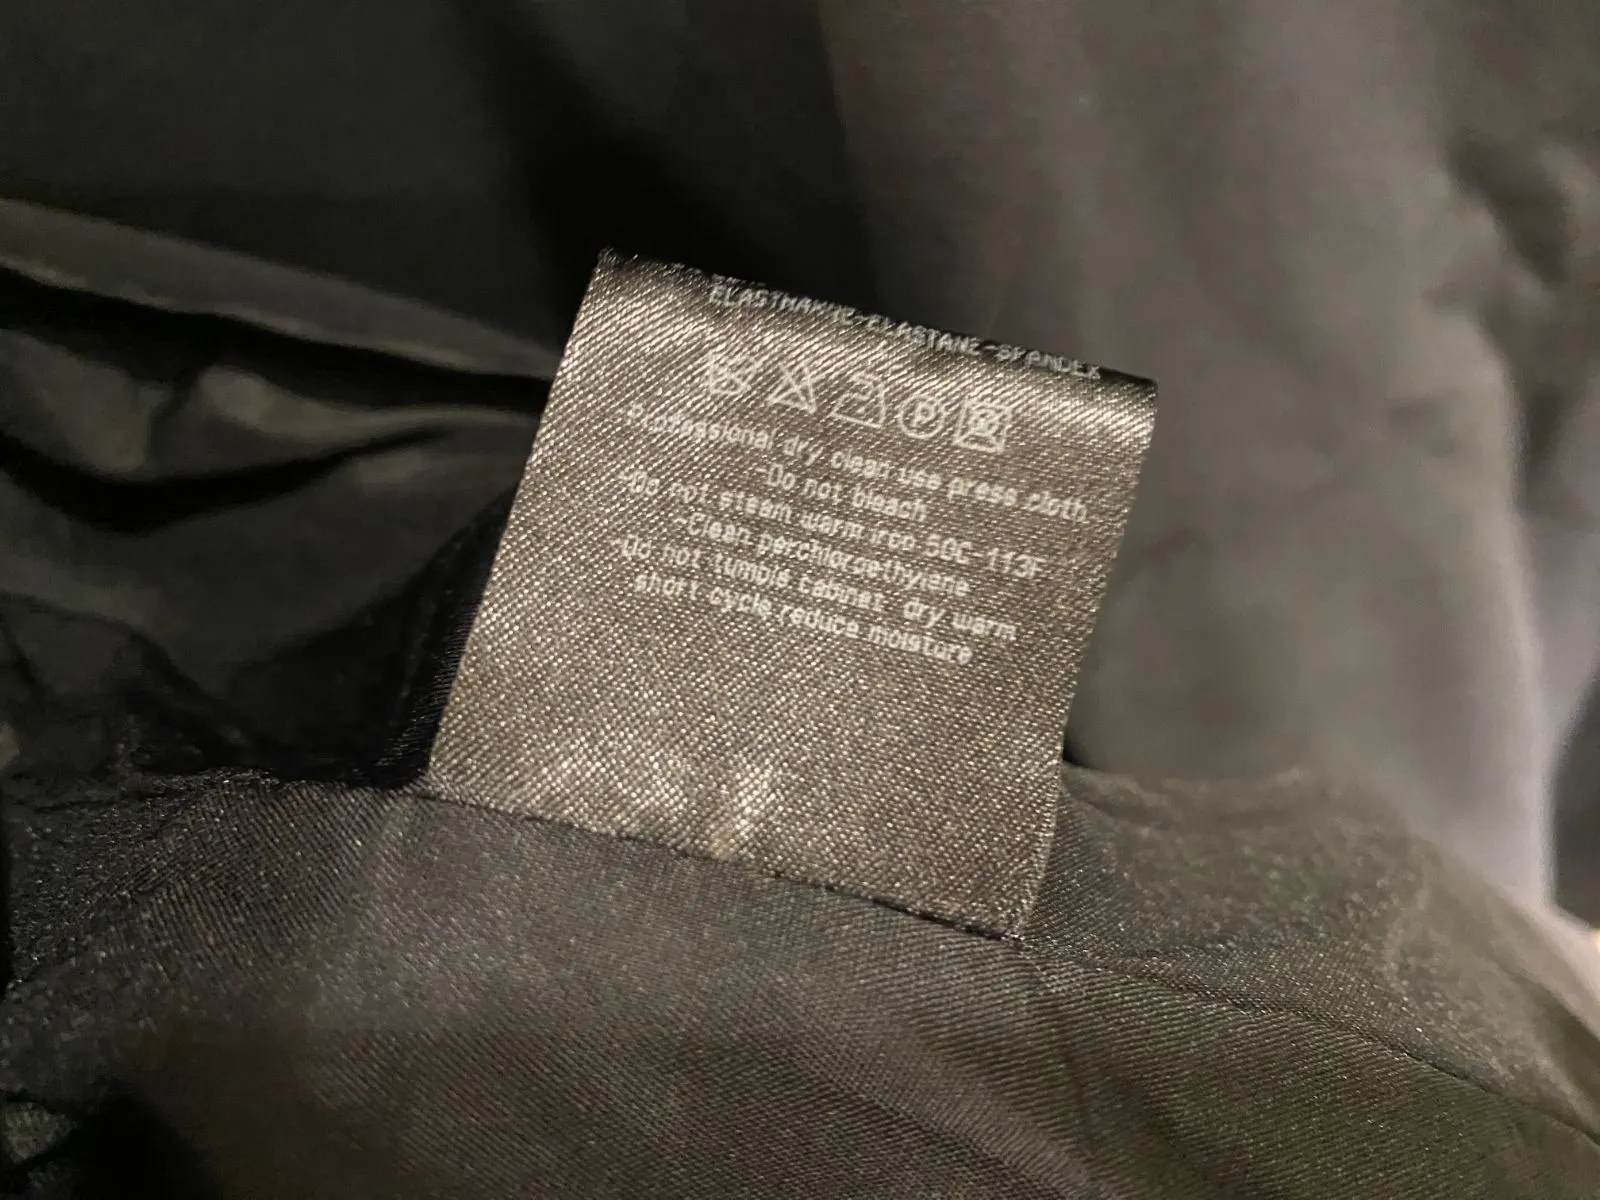 ELASTHANNE-ELASTANE-SPANDEX
P
Professional dry clean use press cloth
-Do not bleach
-Do not steam warm iron 50C-113F
-Clean perchloroethylene
-Do not tumble.Cabinet dry warm
short cycle.reduce moisture